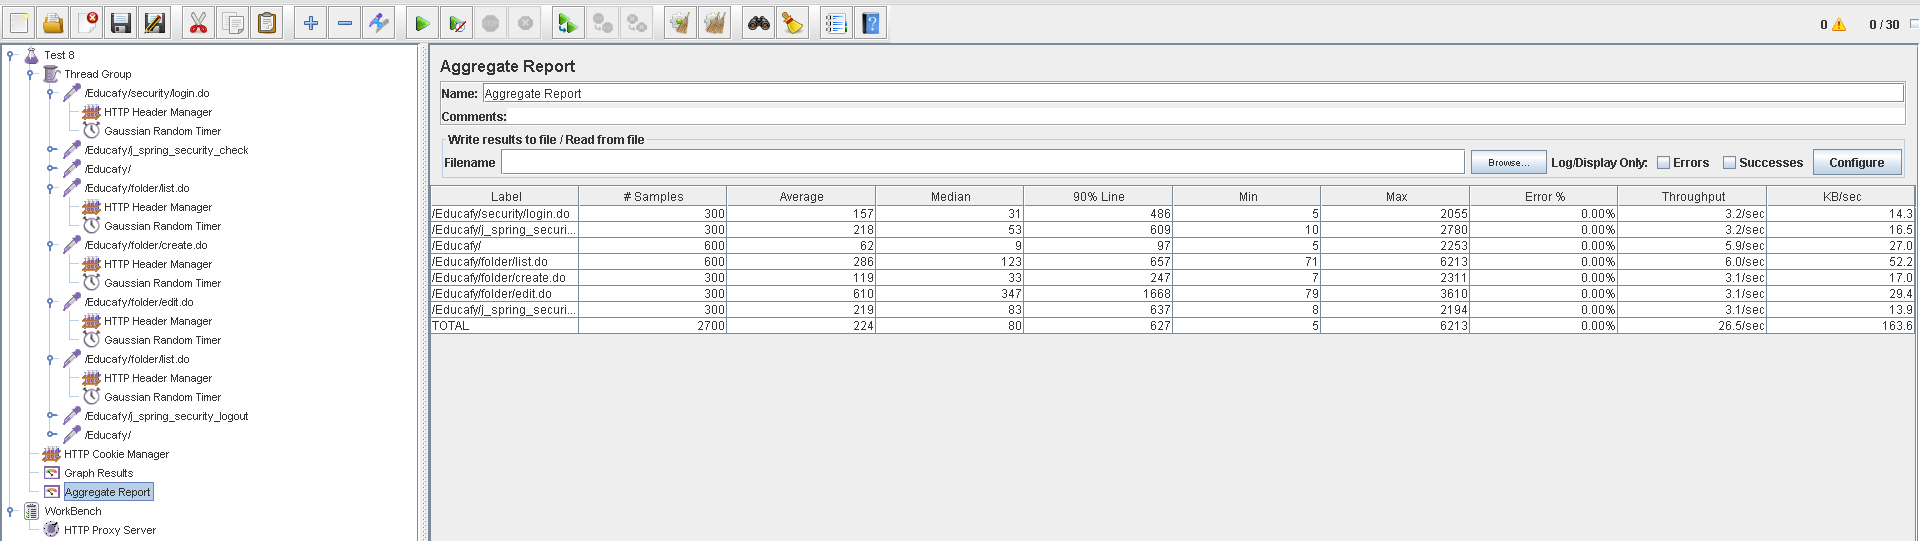 0 0 / 30
Test 8
Thread Group
/Educafy/security/login.do
HTTP Header Manager
Gaussian Random Timer
/Educafy/j_spring_security_check
/Educafy/
/Educafy/folder/list.do
HTTP Header Manager
Gaussian Random Timer
/Educafy/folder/create.do
HTTP Header Manager
Gaussian Random Timer
/Educafy/folder/edit.do
HTTP Header Manager
Gaussian Random Timer
/Educafy/folder/list.do
HTTP Header Manager
Gaussian Random Timer
/Educafy/j_spring_security_logout
/Educafy/
HTTP Cookie Manager
Graph Results
Aggregate Report
WorkBench
HTTP Proxy Server
Aggregate Report
Name: Aggregate Report
Comments:
Write results to file / Read from file
Filename Browse... Log/Display Only: Errors Successes Configure
Label # Samples Average Median 90% Line Min Max Error % Throughput KB/sec
/Educafy/security/login.do 300 157 31 486 5 2055 0.00% 3.2/sec 14.3
/Educafy/j_spring_securi... 300 218 53 609 10 2780 0.00% 3.2/sec 16.5
/Educafy/ 600 62 9 97 5 2253 0.00% 5.9/sec 27.0
/Educafy/folder/list.do 600 286 123 657 71 6213 0.00% 6.0/sec 52.2
/Educafy/folder/create.do 300 119 33 247 7 2311 0.00% 3.1/sec 17.0
/Educafy/folder/edit.do 300 610 347 1668 79 3610 0.00% 3.1/sec 29.4
/Educafy/j_spring_securi... 300 219 83 637 8 2194 0.00% 3.1/sec 13.9
TOTAL 2700 224 80 627 5 6213 0.00% 26.5/sec 163.6